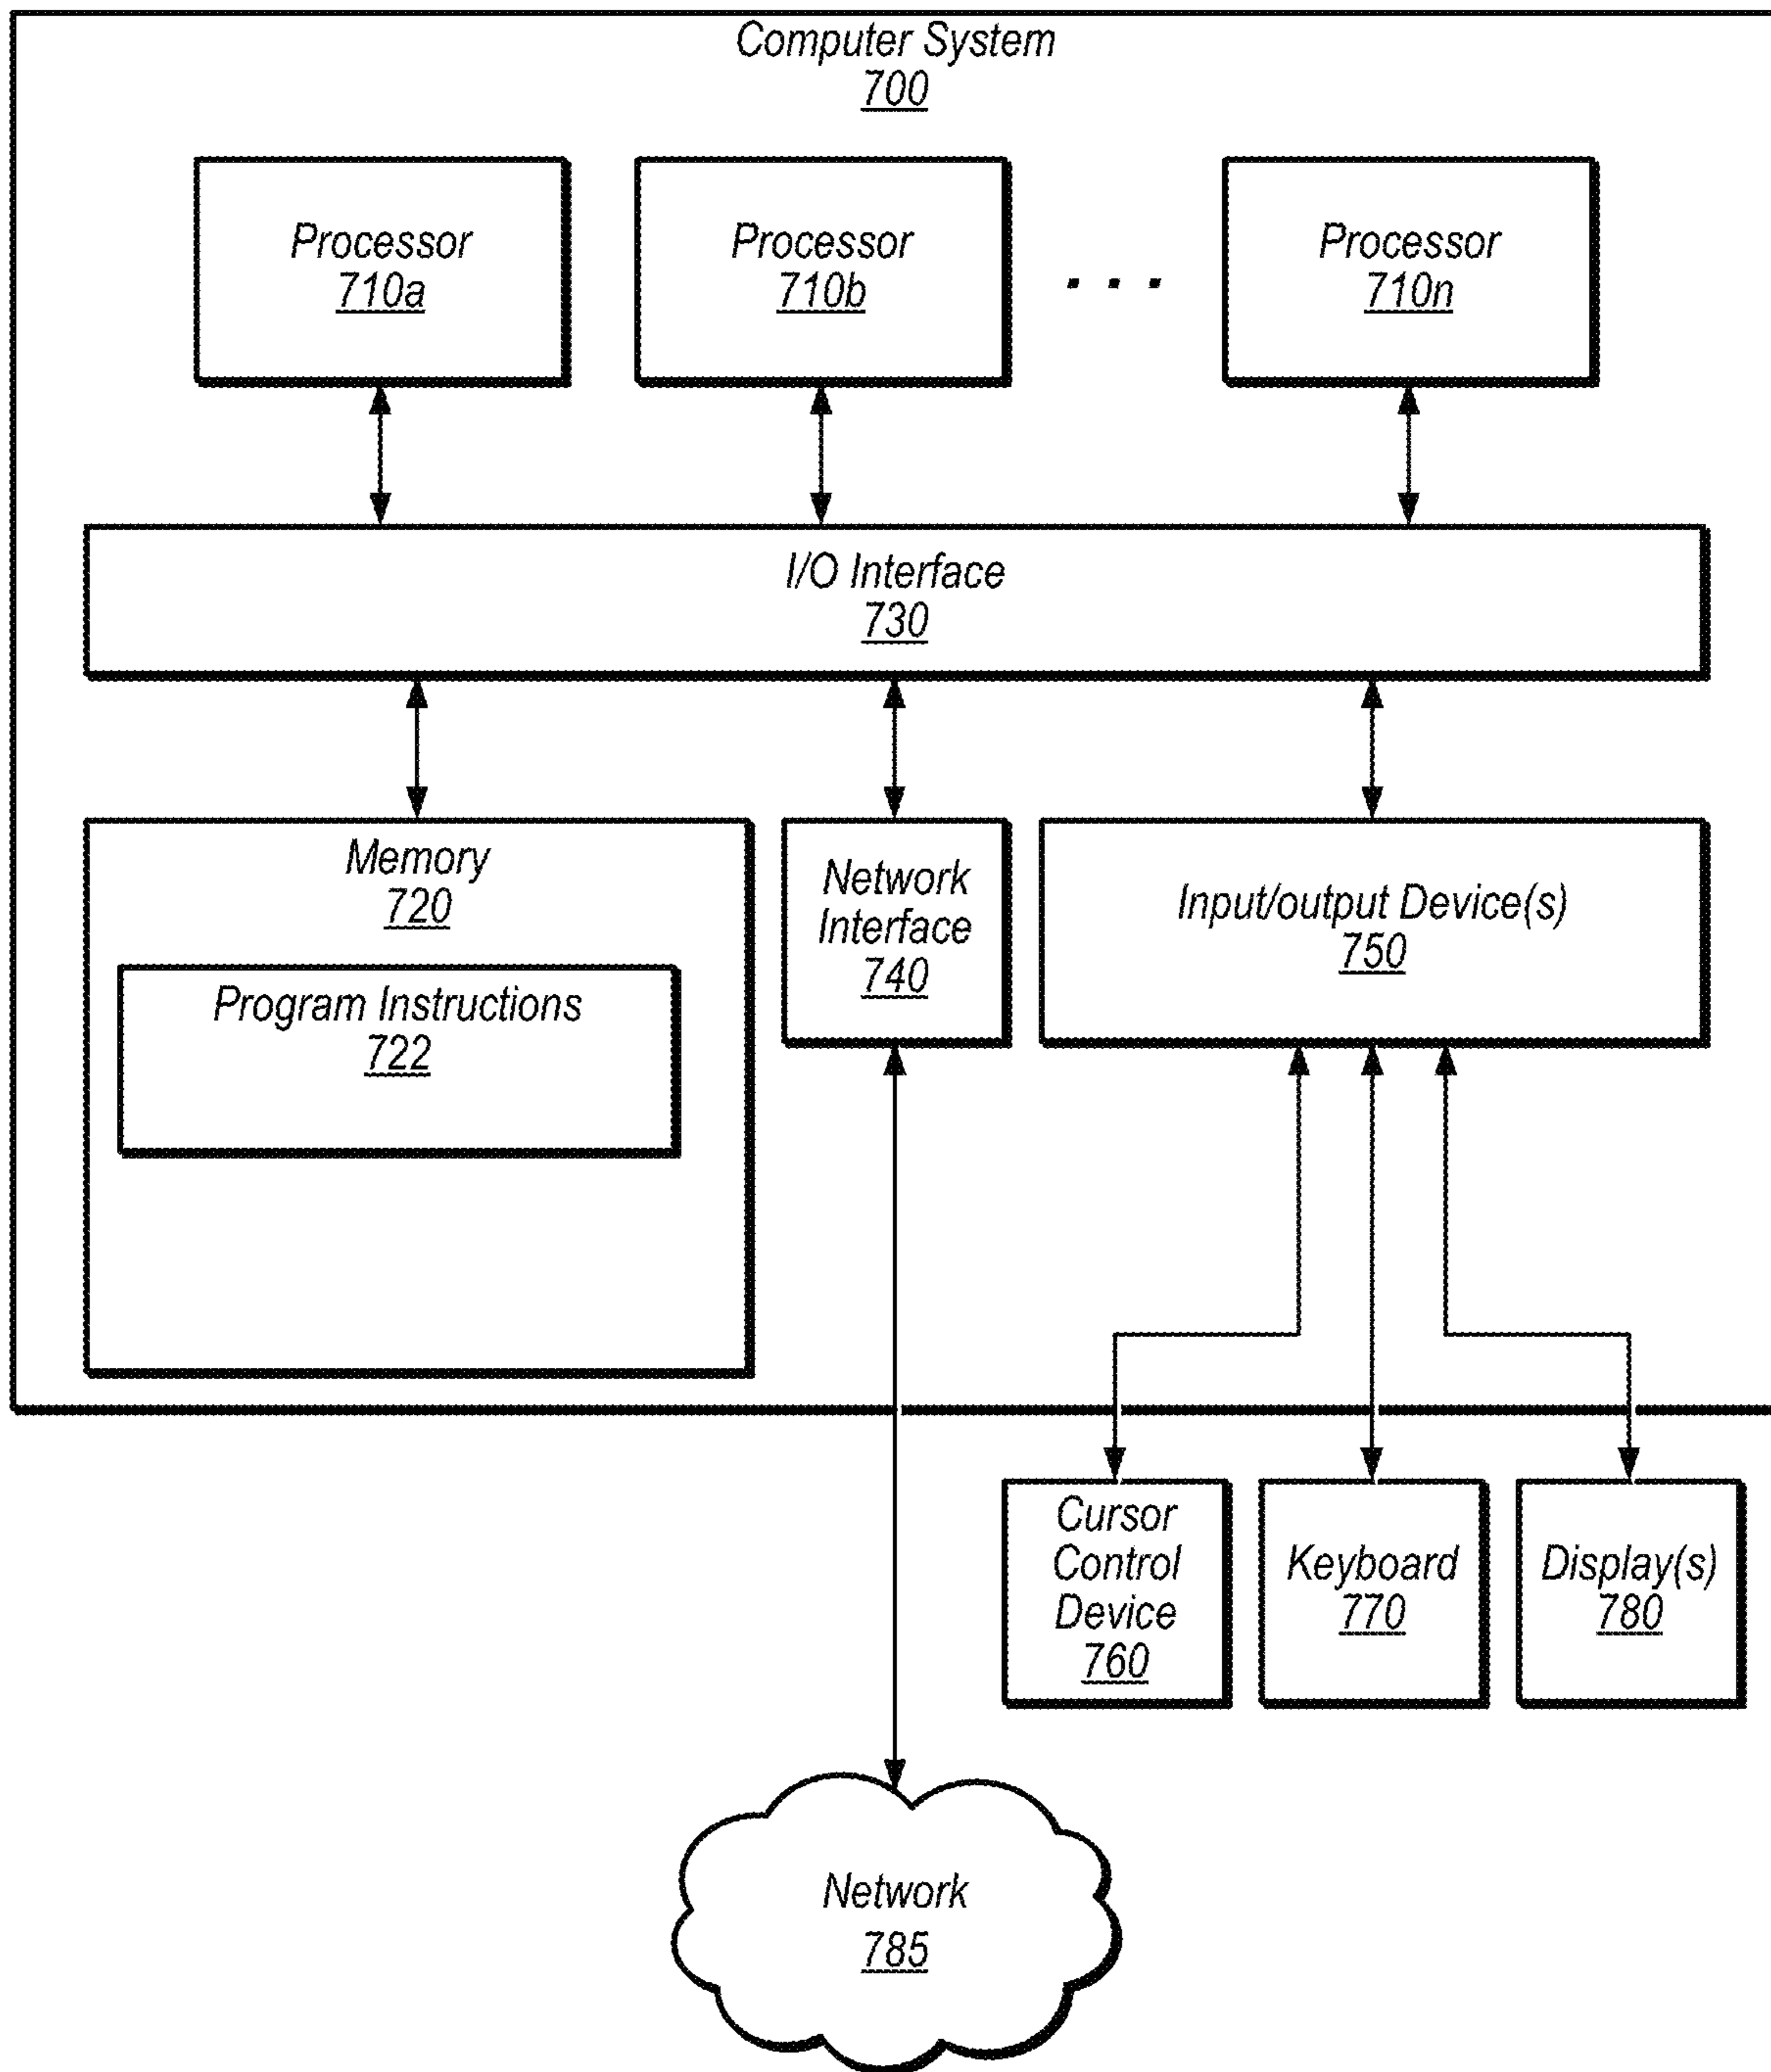 Computer System
700
Processor
710a
Processor
710b
. . .
Processor
710n
I/O Interface
730
Memory
720
Program Instructions
722
Network
Interface
740
Input/output Device(s)
750
Cursor
Control
Device
760
Keyboard
770
Display(s)
780
Network
785